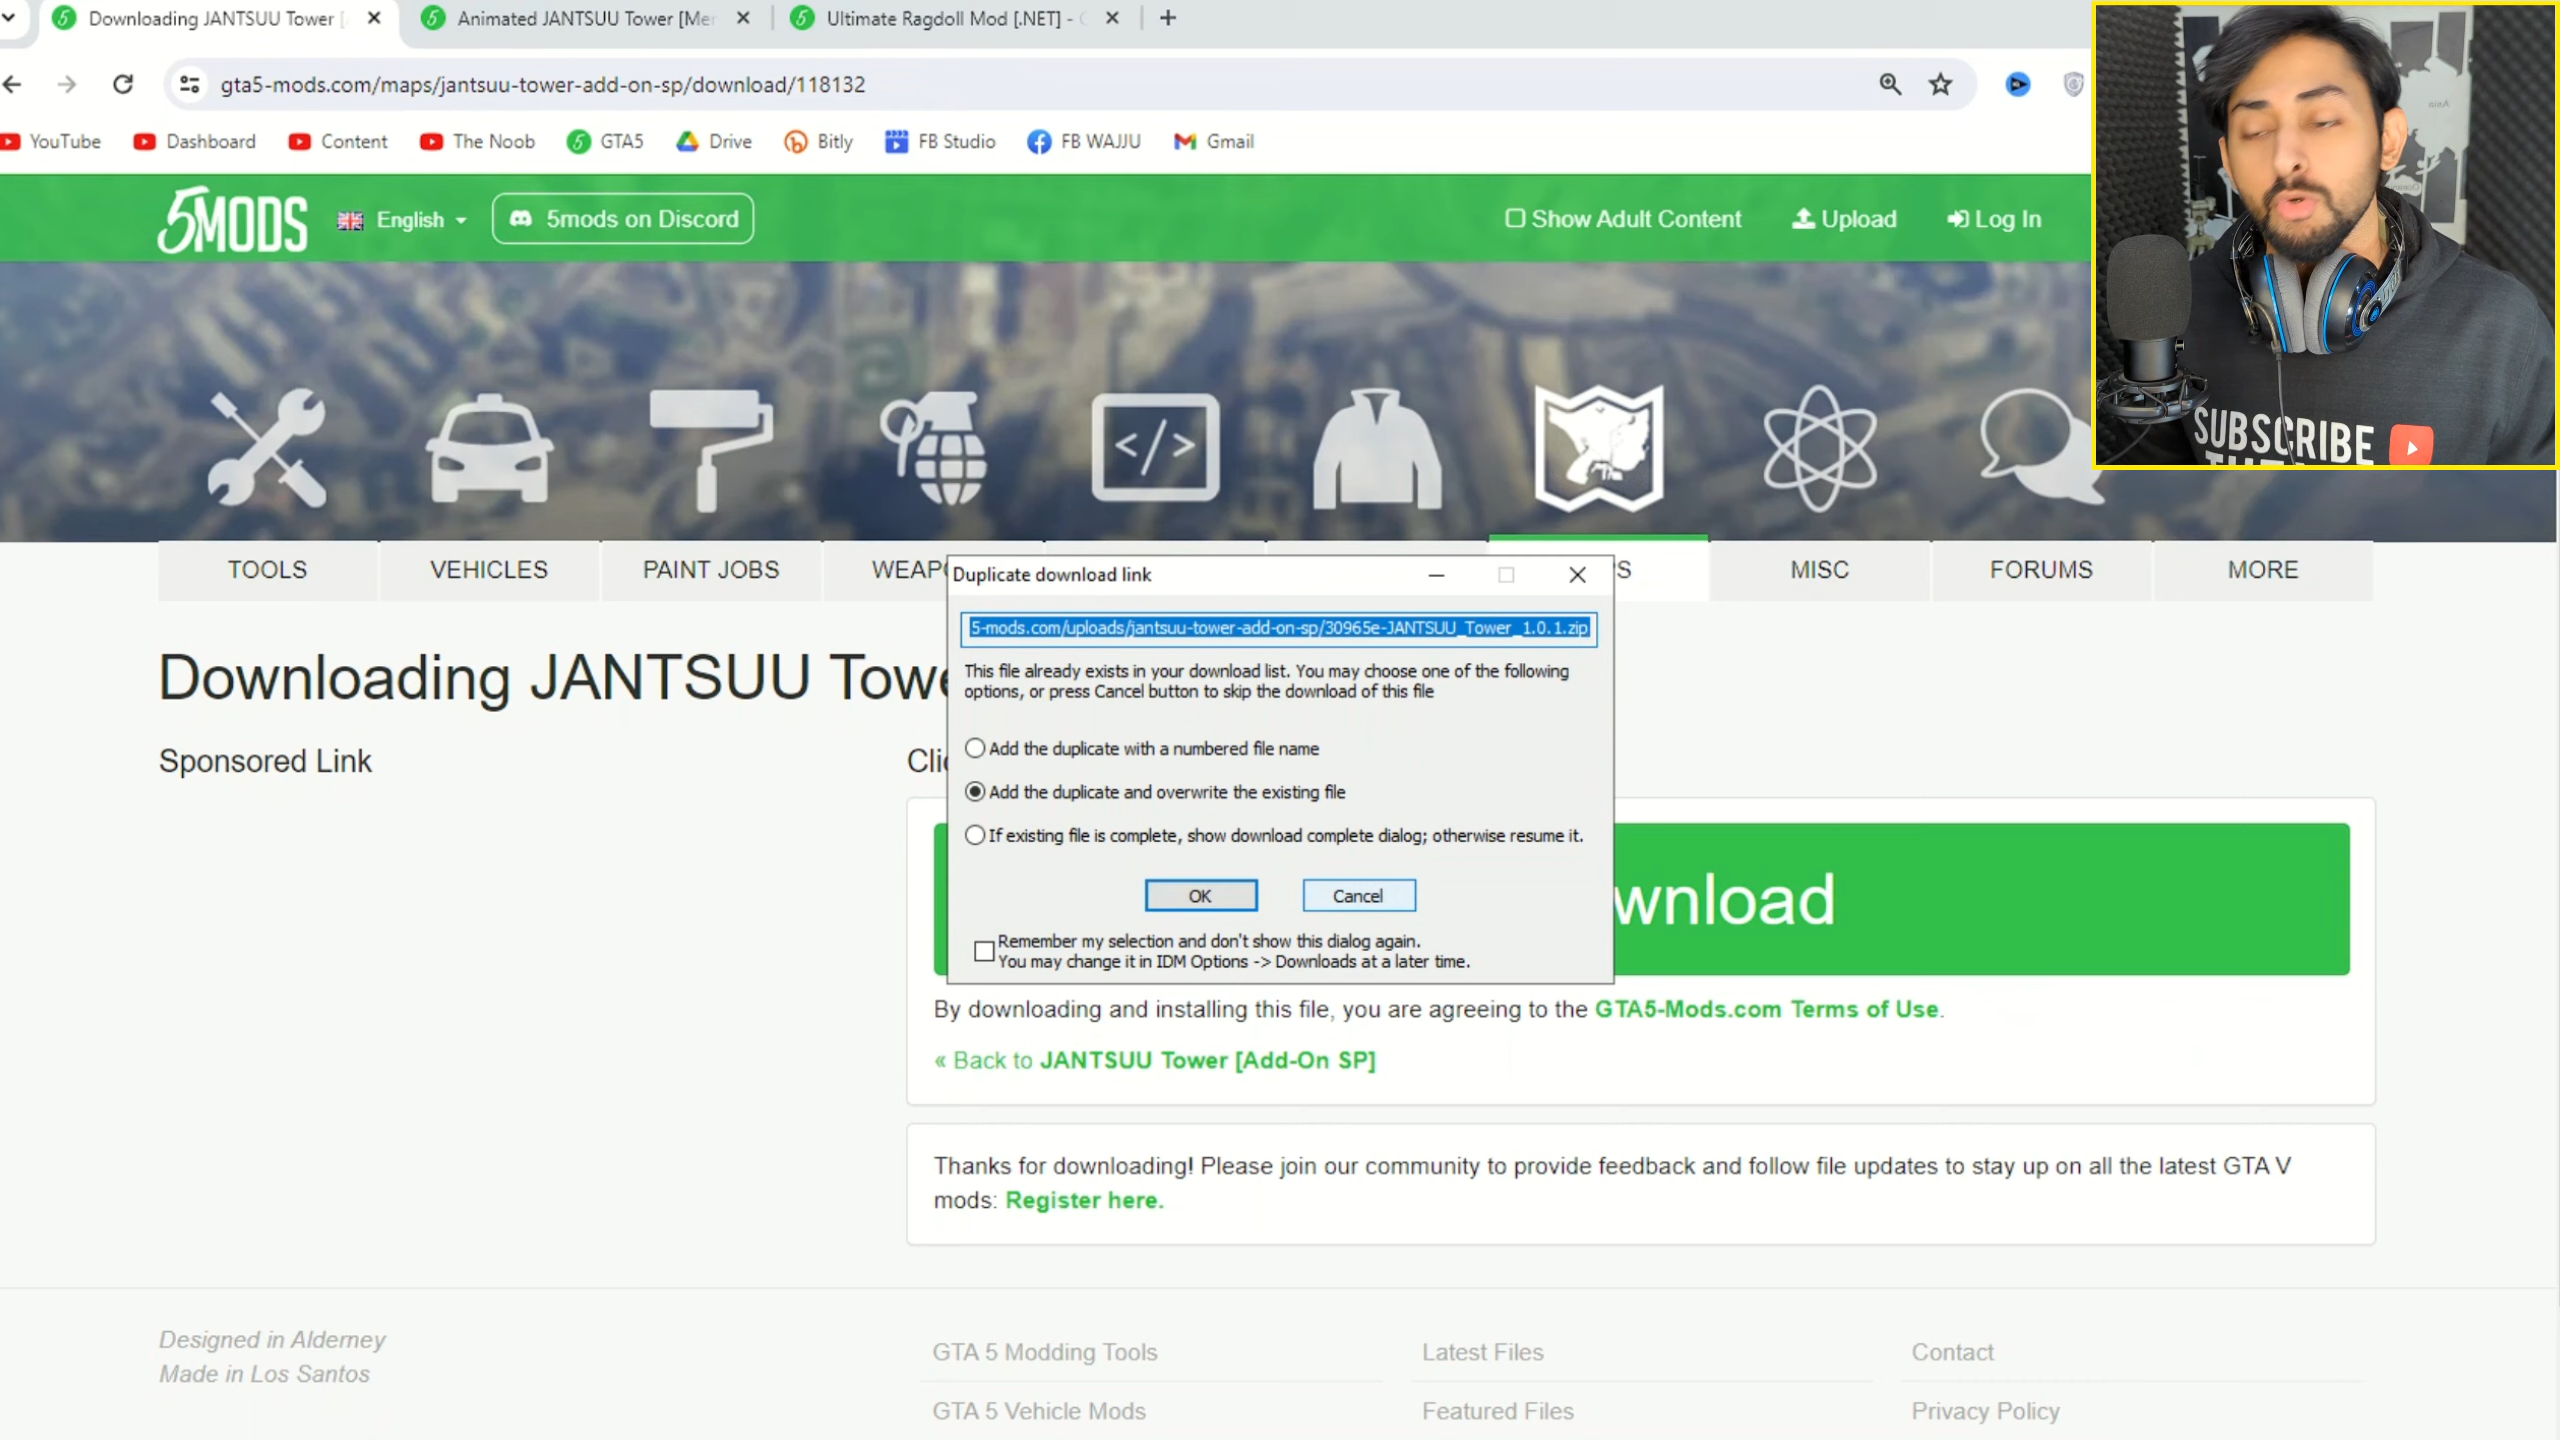 Downloading JANTSUU Tower [
Animated JANTSUU Tower [Me
Ultimate Ragdoll Mod [.NET] -
gta5-mods.com/maps/jantsuu-tower-add-on-sp/download/118132
YouTube
Dashboard
Content
The Noob
GTA5
Drive
Bitly
FB Studio
FB WAJJU
Gmail
5MODS
English
5mods on Discord
Show Adult Content
Upload
Log In
SUBSCRIBE
TOOLS
VEHICLES
PAINT JOBS
WEAP
S
MISC
FORUMS
MORE
Duplicate download link
5-mods.com/uploads/jantsuu-tower-add-on-sp/30965e-JANTSUU_Tower_1.0.1.zip
This file already exists in your download list. You may choose one of the following
options, or press Cancel button to skip the download of this file
Add the duplicate with a numbered file name
Add the duplicate and overwrite the existing file
If existing file is complete, show download complete dialog; otherwise resume it.
OK
Cancel
Remember my selection and don't show this dialog again.
You may change it in IDM Options -> Downloads at a later time.
Downloading JANTSUU Towe
Sponsored Link
Clic
wnload
By downloading and installing this file, you are agreeing to the GTA5-Mods.com Terms of Use.
« Back to JANTSUU Tower [Add-On SP]
Thanks for downloading! Please join our community to provide feedback and follow file updates to stay up on all the latest GTA V
mods: Register here.
Designed in Alderney
Made in Los Santos
GTA 5 Modding Tools
Latest Files
Contact
GTA 5 Vehicle Mods
Featured Files
Privacy Policy